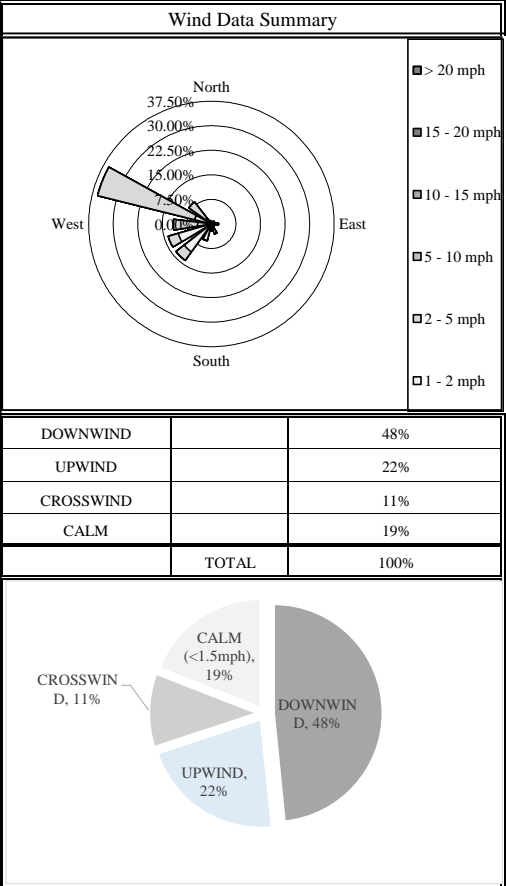 Wind Data Summary
North
37.50%
30.00%
22.50%
15.00%
7.50%
0.00%
West
East
South
> 20 mph
15 - 20 mph
10 - 15 mph
5 - 10 mph
2 - 5 mph
1 - 2 mph
DOWNWIND 48%
UPWIND 22%
CROSSWIND 11%
CALM 19%
TOTAL 100%
CALM
(<1.5mph),
19%
CROSSWIN
D, 11%
DOWNWIN
D, 48%
UPWIND,
22%